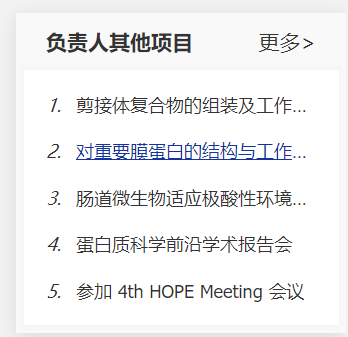 负责人其他项目 更多>
1. 剪接体复合物的组装及工作...
2. 对重要膜蛋白的结构与工作...
3. 肠道微生物适应极酸性环境...
4. 蛋白质科学前沿学术报告会
5. 参加 4th HOPE Meeting 会议